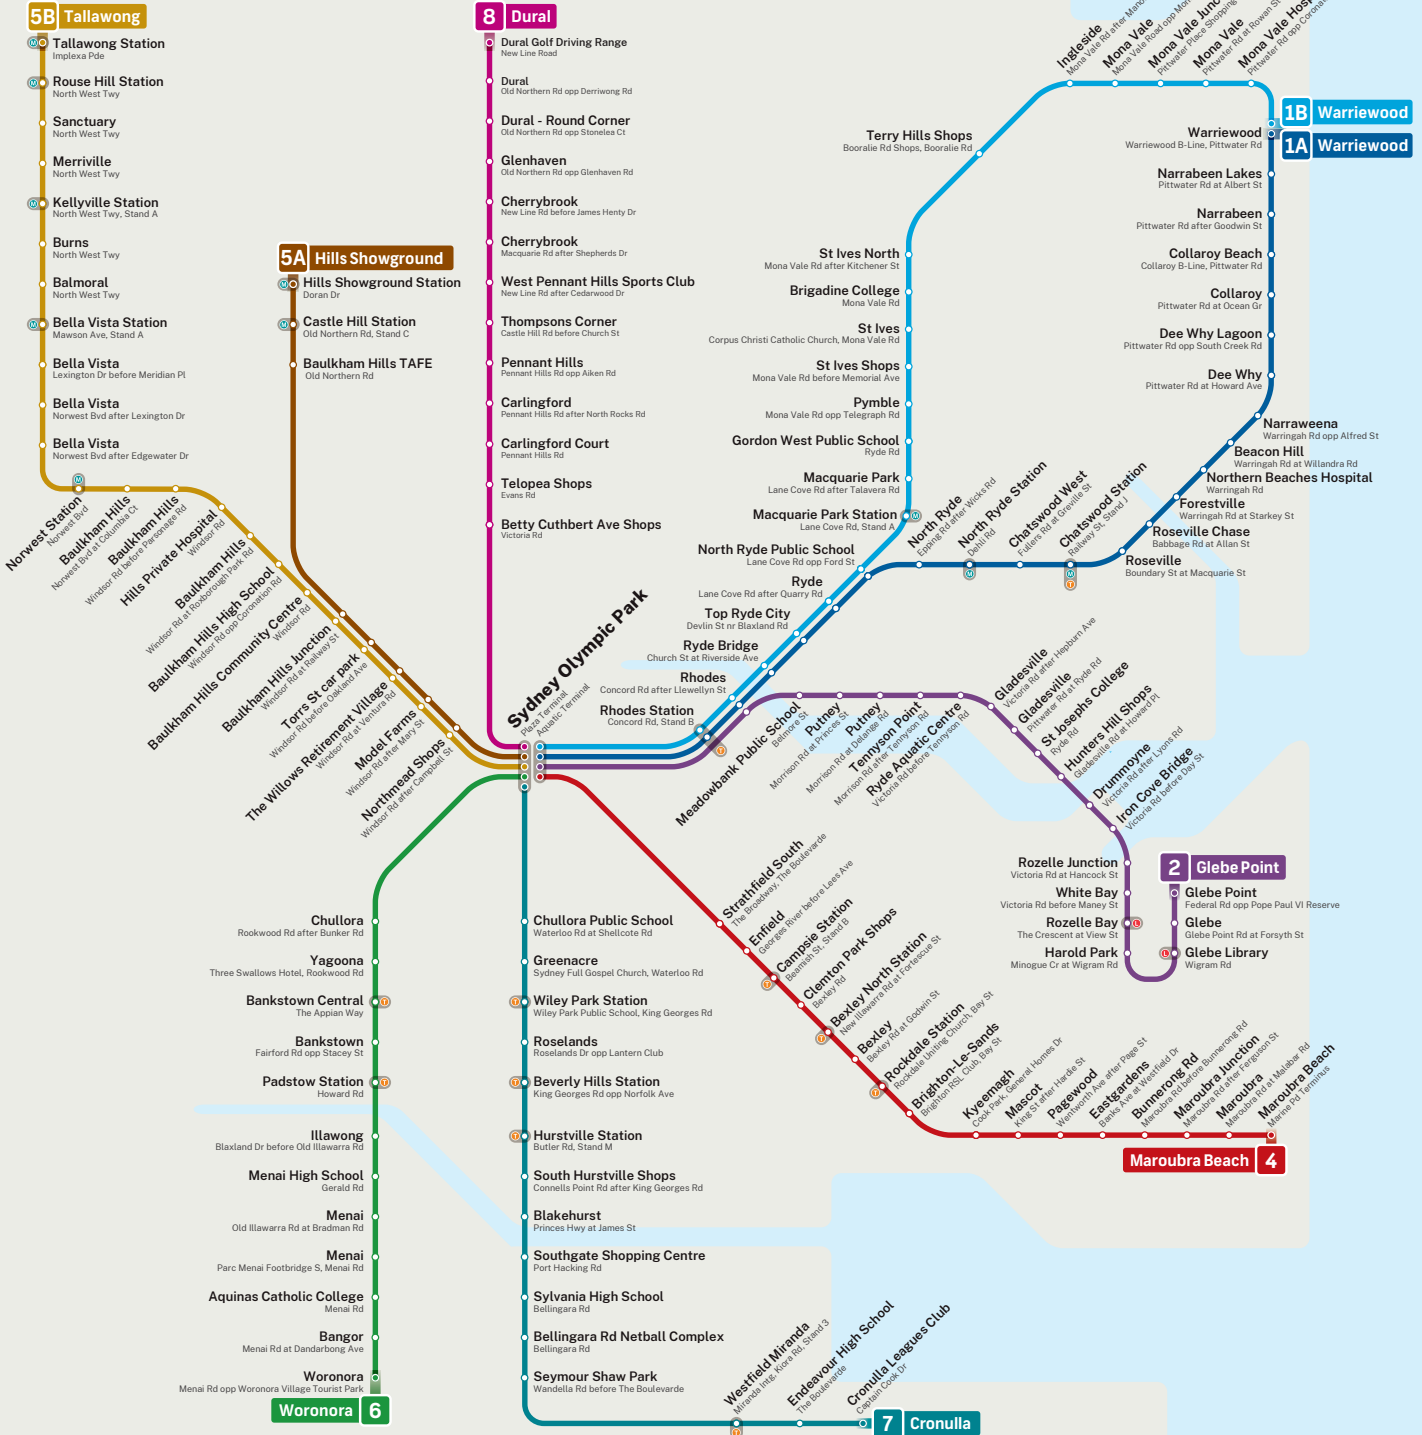 5B Tallawong
Tallawong Station
Implexa Pde
Rouse Hill Station
North West Twy
Sanctuary
North West Twy
Merriville
North West Twy
Kellyville Station
North West Twy, Stand A
Burns
North West Twy
Balmoral
North West Twy
Bella Vista Station
Mawson Ave, Stand A
Bella Vista
Lexington Dr before Meridian Pl
Bella Vista
Norwest Bvd after Lexington Dr
Bella Vista
Norwest Bvd after Edgewater Dr
Norwest Station
Norwest Bvd
Baulkham Hills
Norwest Bvd at Columbia Ct
Baulkham Hills
Windsor Rd before Parsonage Rd
Hills Private Hospital
Windsor Rd
Baulkham Hills
Windsor Rd at Roxborough Park Rd
Baulkham Hills High School
Windsor Rd opp Coronation Rd
Baulkham Hills Community Centre
Windsor Rd
Baulkham Hills Junction
Windsor Rd at Railway St
Torrs St car park
Windsor Rd before Oakland Ave
The Willows Retirement Village
Windsor Rd at Ventura Rd
Model Farms
Windsor Rd after Mary St
Northmead Shops
Windsor Rd after Campbell St
5A Hills Showground
Hills Showground Station
Doran Dr
Castle Hill Station
Old Northern Rd, Stand C
Baulkham Hills TAFE
Old Northern Rd
8 Dural
Dural Golf Driving Range
New Line Road
Dural
Old Northern Rd opp Derriwong Rd
Dural - Round Corner
Old Northern Rd opp Stonelea Ct
Glenhaven
Old Northern Rd opp Glenhaven Rd
Cherrybrook
New Line Rd before James Henty Dr
Cherrybrook
Macquarie Rd after Shepherds Dr
West Pennant Hills Sports Club
New Line Rd after Cedarwood Dr
Thompsons Corner
Castle Hill Rd before Church St
Pennant Hills
Pennant Hills Rd opp Aiken Rd
Carlingford
Pennant Hills Rd after North Rocks Rd
Carlingford Court
Pennant Hills Rd
Telopea Shops
Evans Rd
Betty Cuthbert Ave Shops
Victoria Rd
Sydney Olympic Park
Plaza Terminal
Aquatic Terminal
1B Warriewood
1A Warriewood
Ingleside
Mona Vale Rd after Mano
Mona Vale
Mona Vale Road opp Mon
Mona Vale Junc
Pittwater Place Shopping
Mona Vale
Pittwater Rd at Rowan St
Mona Vale Hosp
Pittwater Rd opp Corona
Terry Hills Shops
Booralie Rd Shops, Booralie Rd
St Ives North
Mona Vale Rd after Kitchener St
Brigadine College
Mona Vale Rd
St Ives
Corpus Christi Catholic Church, Mona Vale Rd
St Ives Shops
Mona Vale Rd before Memorial Ave
Pymble
Mona Vale Rd opp Telegraph Rd
Gordon West Public School
Ryde Rd
Macquarie Park
Lane Cove Rd after Talavera Rd
Macquarie Park Station
Lane Cove Rd, Stand A
North Ryde Public School
Lane Cove Rd opp Ford St
Ryde
Lane Cove Rd after Quarry Rd
Top Ryde City
Devlin St nr Blaxland Rd
Ryde Bridge
Church St at Riverside Ave
Rhodes
Concord Rd after Llewellyn St
Rhodes Station
Concord Rd, Stand B
Warriewood
Warriewood B-Line, Pittwater Rd
Narrabeen Lakes
Pittwater Rd at Albert St
Narrabeen
Pittwater Rd after Goodwin St
Collaroy Beach
Collaroy B-Line, Pittwater Rd
Collaroy
Pittwater Rd at Ocean Gr
Dee Why Lagoon
Pittwater Rd opp South Creek Rd
Dee Why
Pittwater Rd at Howard Ave
Narraweena
Warringah Rd opp Alfred St
Beacon Hill
Warringah Rd at Willandra Rd
Northern Beaches Hospital
Warringah Rd
Forestville
Warringah Rd at Starkey St
Roseville Chase
Babbage Rd at Allan St
Roseville
Boundary St at Macquarie St
Chatswood Station
Railway St, Stand J
Chatswood West
Fullers Rd at Greville St
North Ryde Station
Dehli Rd
North Ryde
Epping Rd after Wicks Rd
Meadowbank Public School
Belmore St
Putney
Morrison Rd at Princes St
Putney
Morrison Rd at Delange Rd
Tennyson Point
Morrison Rd after Tennyson Rd
Ryde Aquatic Centre
Victoria Rd before Tennyson Rd
Gladesville
Victoria Rd after Hepburn Ave
Gladesville
Pittwater Rd at Ryde Rd
St Josephs College
Ryde Rd
Hunters Hill Shops
Gladesville Rd at Howard Pl
Drummoyne
Victoria Rd after Lyons Rd
Iron Cove Bridge
Victoria Rd before Day St
Rozelle Junction
Victoria Rd at Hancock St
White Bay
Victoria Rd before Maney St
Rozelle Bay
The Crescent at View St
Harold Park
Minogue Cr at Wigram Rd
2 Glebe Point
Glebe Point
Federal Rd opp Pope Paul VI Reserve
Glebe
Glebe Point Rd at Forsyth St
Glebe Library
Wigram Rd
Strathfield South
The Broadway, The Boulevarde
Enfield
Georges River before Lees Ave
Campsie Station
Beamish St, Stand B
Clemton Park Shops
Bexley Rd
Bexley North Station
New Illawarra Rd at Fortescue St
Bexley
Bexley Rd at Godwin St
Rockdale Station
Rockdale Uniting Church, Bay St
Brighton-Le-Sands
Brighton RSL Club, Bay St
Kyeemagh
Cook Park, General Homes Dr
Mascot
King St after Hardie St
Pagewood
Wentworth Ave after Page St
Eastgardens
Banks Ave at Westfield Dr
Bunnerong Rd
Maroubra Rd before Bunnerong Rd
Maroubra Junction
Maroubra Rd after Ferguson St
Maroubra
Maroubra Rd at Malabar Rd
Maroubra Beach
Marine Pd Terminus
Maroubra Beach 4
Chullora
Rookwood Rd after Bunker Rd
Yagoona
Three Swallows Hotel, Rookwood Rd
Bankstown Central
The Appian Way
Bankstown
Fairford Rd opp Stacey St
Padstow Station
Howard Rd
Illawong
Blaxland Dr before Old Illawarra Rd
Menai High School
Gerald Rd
Menai
Old Illawarra Rd at Bradman Rd
Menai
Parc Menai Footbridge S, Menai Rd
Aquinas Catholic College
Menai Rd
Bangor
Menai Rd at Dandarbong Ave
Woronora
Menai Rd opp Woronora Village Tourist Park
Woronora 6
Chullora Public School
Waterloo Rd at Shellcote Rd
Greenacre
Sydney Full Gospel Church, Waterloo Rd
Wiley Park Station
Wiley Park Public School, King Georges Rd
Roselands
Roselands Dr opp Lantern Club
Beverly Hills Station
King Georges Rd opp Norfolk Ave
Hurstville Station
Butler Rd, Stand M
South Hurstville Shops
Connells Point Rd after King Georges Rd
Blakehurst
Princes Hwy at James St
Southgate Shopping Centre
Port Hacking Rd
Sylvania High School
Bellingara Rd
Bellingara Rd Netball Complex
Bellingara Rd
Seymour Shaw Park
Wandella Rd before The Boulevarde
Westfield Miranda
Miranda Intg, Kiora Rd, Stand 3
Endeavour High School
The Boulevarde
Cronulla Leagues Club
Captain Cook Dr
7 Cronulla